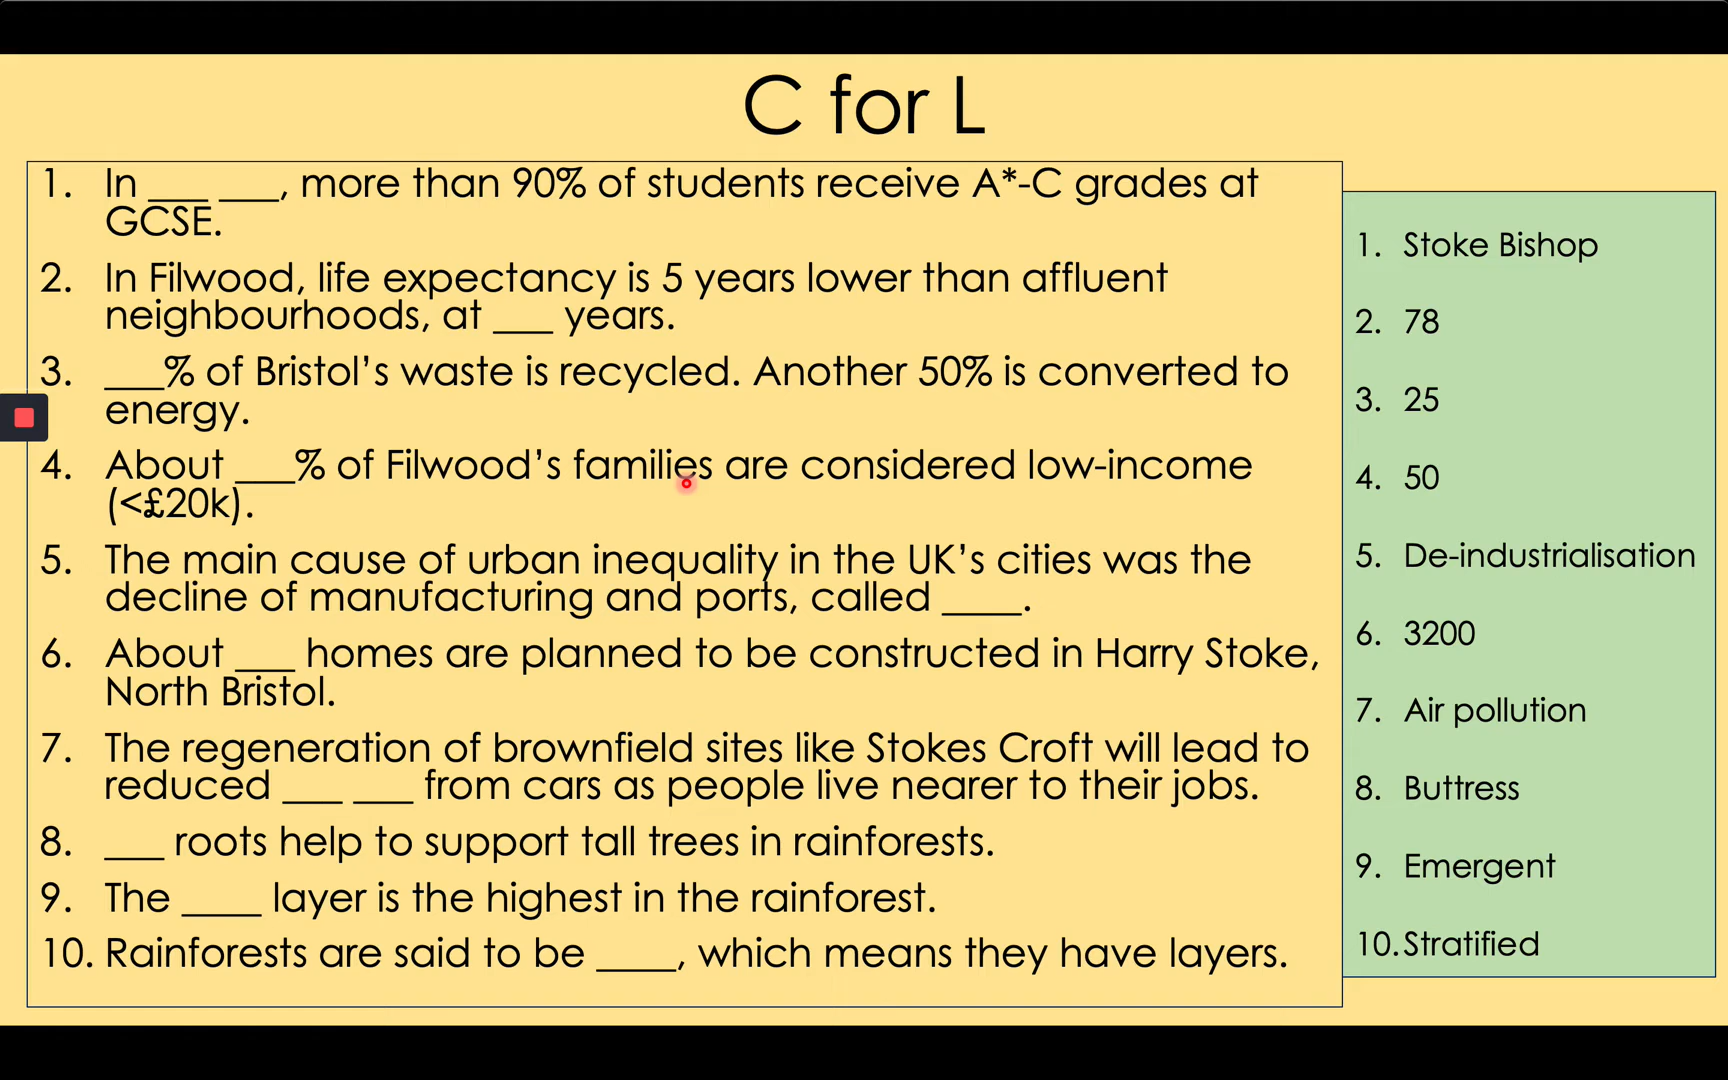 C for L
1. In ___ ___, more than 90% of students receive A*-C grades at
GCSE.
2. In Filwood, life expectancy is 5 years lower than affluent
neighbourhoods, at ___ years.
3. ___% of Bristol’s waste is recycled. Another 50% is converted to
energy.
4. About ___% of Filwood’s families are considered low-income
(<£20k).
5. The main cause of urban inequality in the UK’s cities was the
decline of manufacturing and ports, called ____.
6. About ___ homes are planned to be constructed in Harry Stoke,
North Bristol.
7. The regeneration of brownfield sites like Stokes Croft will lead to
reduced ___ ___ from cars as people live nearer to their jobs.
8. ___ roots help to support tall trees in rainforests.
9. The ____ layer is the highest in the rainforest.
10. Rainforests are said to be ____, which means they have layers.
1. Stoke Bishop
2. 78
3. 25
4. 50
5. De-industrialisation
6. 3200
7. Air pollution
8. Buttress
9. Emergent
10. Stratified